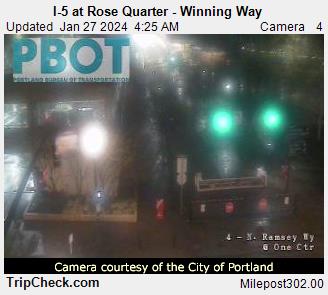 I-5 at Rose Quarter - Winning Way
Updated Jan 27 2024 4:25 AM Camera 4
PBOT
PORTLAND BUREAU OF TRANSPORTATION
4 - N. Ramsey Wy
@ One Ctr
Camera courtesy of the City of Portland
TripCheck.com Milepost302.00